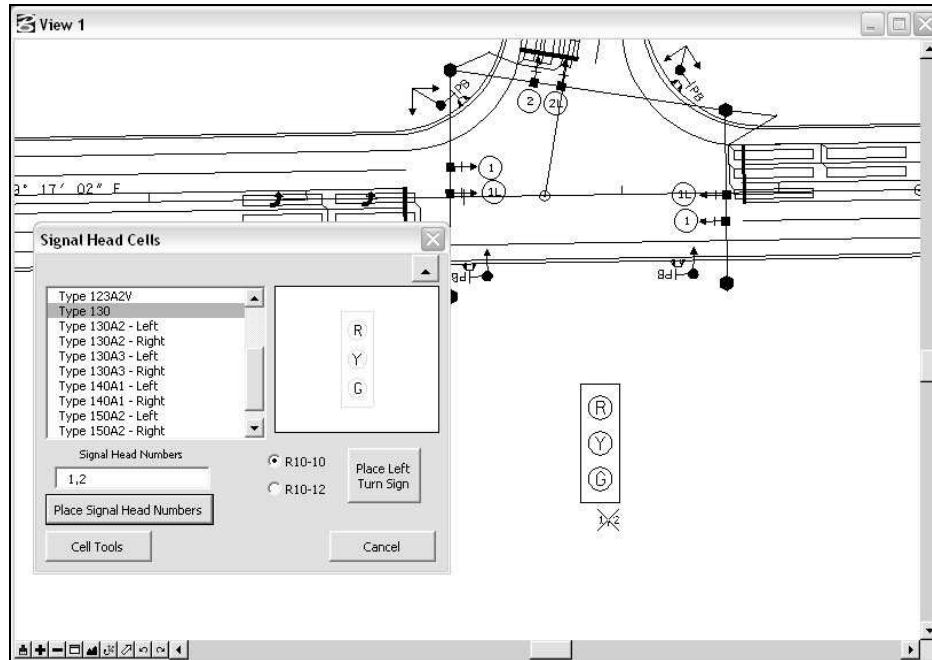 View 1
PB
PB
2
2L
1
1L
1L
1
17' 02" E
PB
PB
Signal Head Cells
Type 123A2V
Type 130
Type 130A2 - Left
Type 130A2 - Right
Type 130A3 - Left
Type 130A3 - Right
Type 140A1 - Left
Type 140A1 - Right
Type 150A2 - Left
Type 150A2 - Right
R
Y
G
Signal Head Numbers
1,2
R10-10
R10-12
Place Left
Turn Sign
Place Signal Head Numbers
Cell Tools
Cancel
R
Y
G
1,2